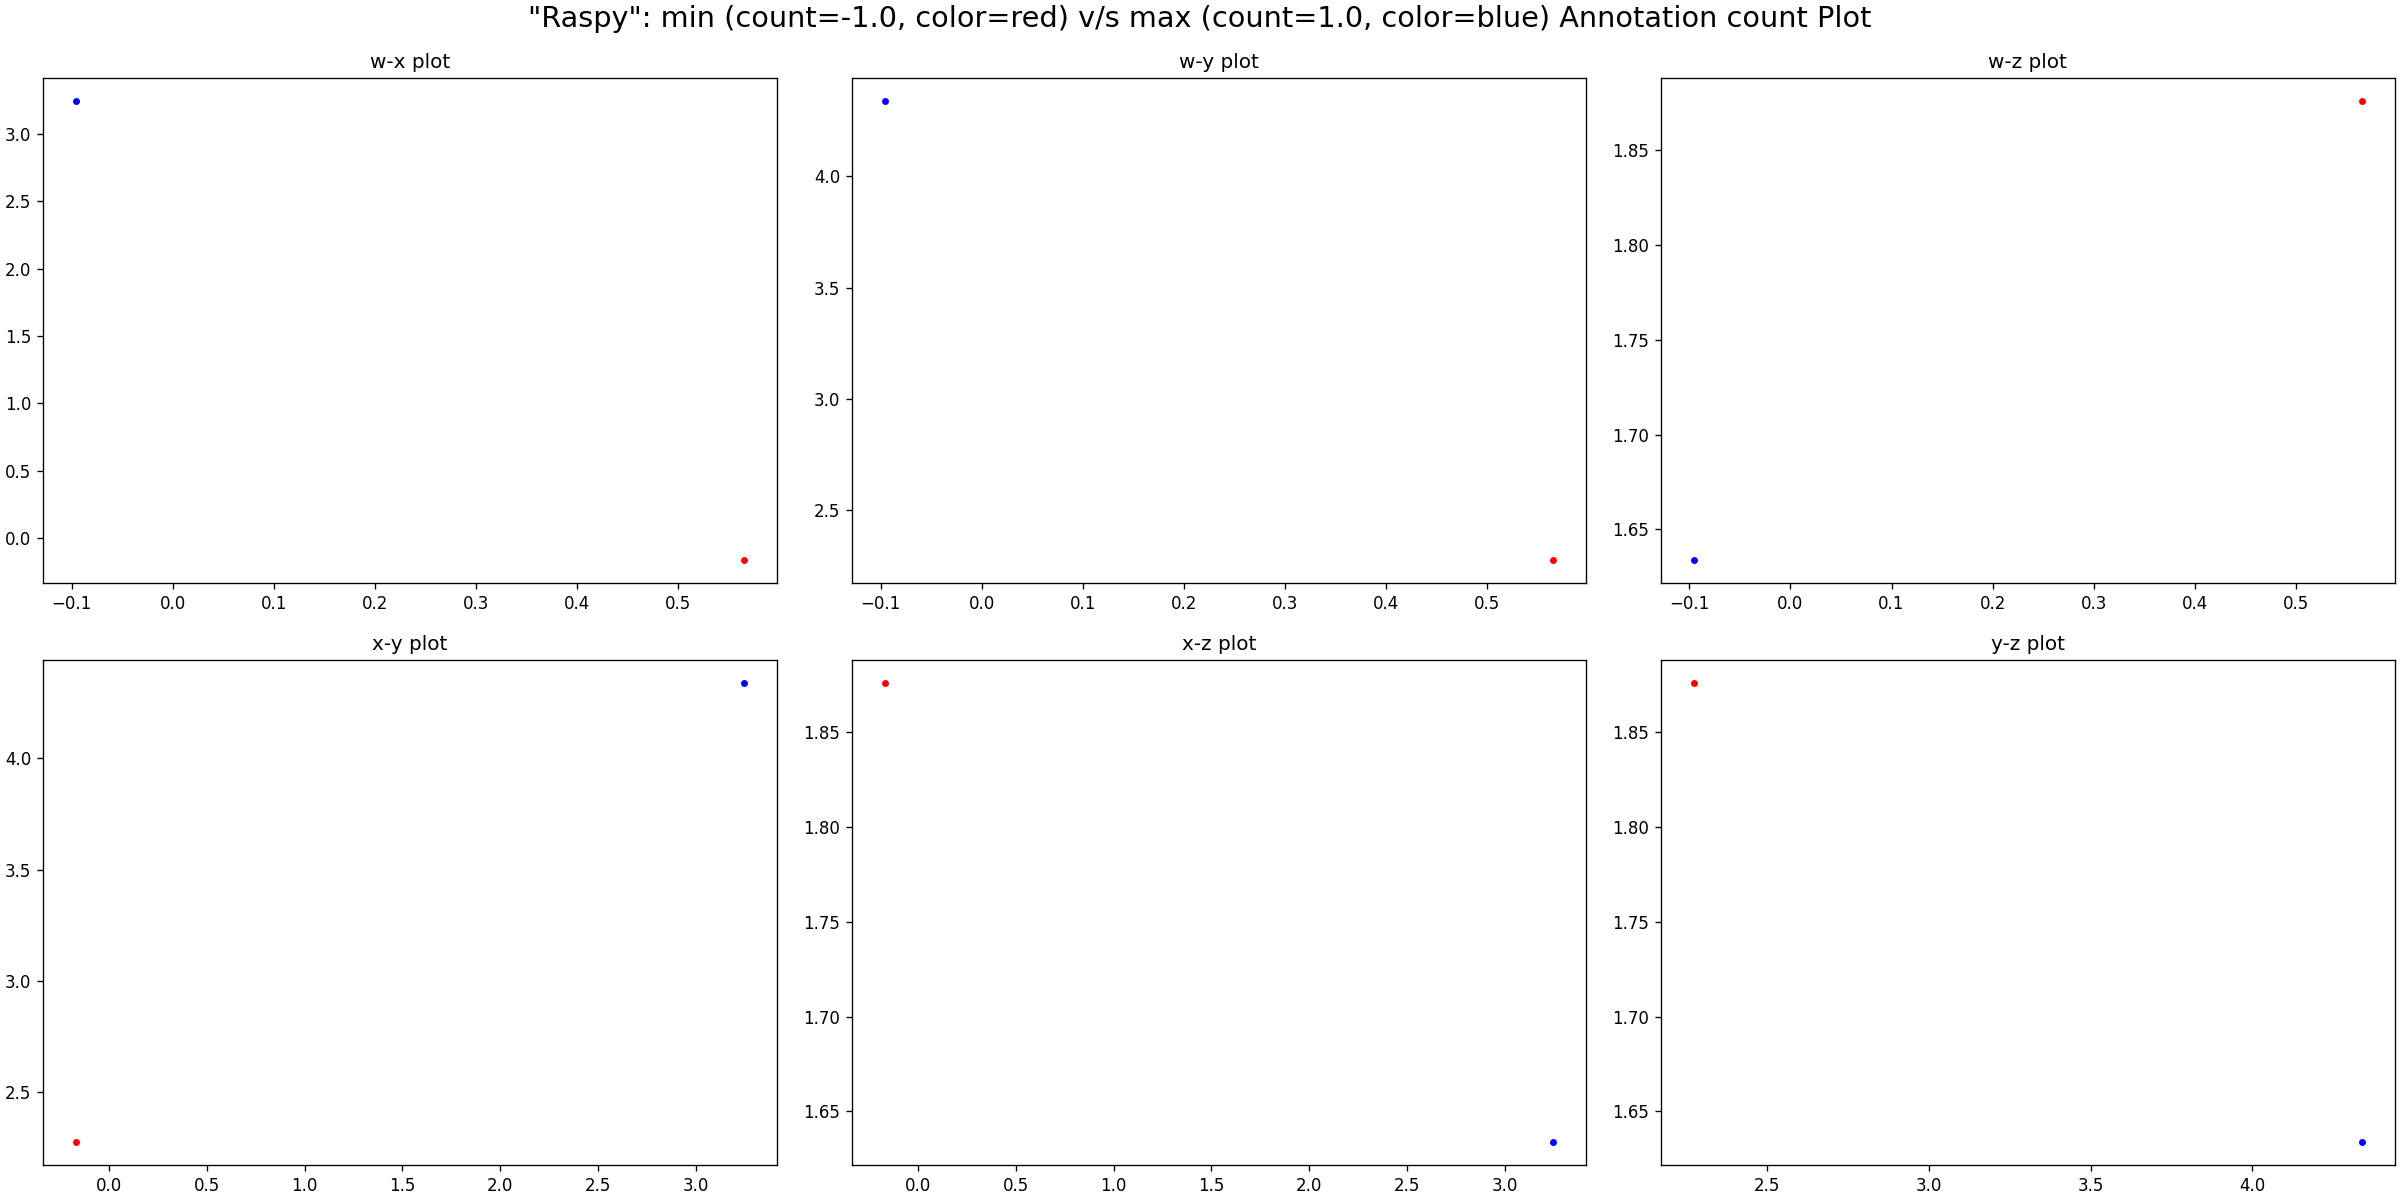 "Raspy": min (count=-1.0, color=red) v/s max (count=1.0, color=blue) Annotation count Plot
w-x plot
w-y plot
w-z plot
3.0
2.5
2.0
1.5
1.0
0.5
0.0
−0.1 0.0 0.1 0.2 0.3 0.4 0.5
4.0
3.5
3.0
2.5
−0.1 0.0 0.1 0.2 0.3 0.4 0.5
1.85
1.80
1.75
1.70
1.65
−0.1 0.0 0.1 0.2 0.3 0.4 0.5
x-y plot
x-z plot
y-z plot
4.0
3.5
3.0
2.5
0.0 0.5 1.0 1.5 2.0 2.5 3.0
1.85
1.80
1.75
1.70
1.65
0.0 0.5 1.0 1.5 2.0 2.5 3.0
1.85
1.80
1.75
1.70
1.65
2.5 3.0 3.5 4.0